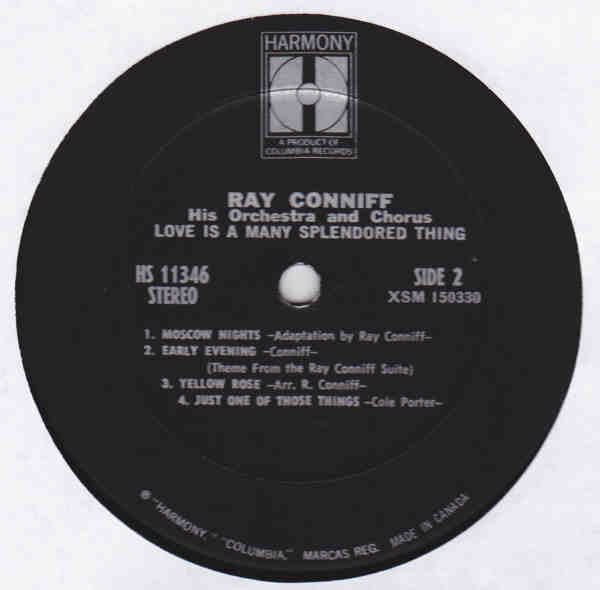 HARMONY
A PRODUCT OF
COLUMBIA RECORDS
RAY CONNIFF
His Orchestra and Chorus
LOVE IS A MANY SPLENDORED THING
HS 11346
STEREO
SIDE 2
XSM 150330
1. MOSCOW NIGHTS –Adaptation by Ray Conniff–
2. EARLY EVENING –Conniff–
(Theme From the Ray Conniff Suite)
3. YELLOW ROSE –Arr. R. Conniff–
4. JUST ONE OF THOSE THINGS –Cole Porter–
® "HARMONY," "COLUMBIA," MARCAS REG. MADE IN CANADA